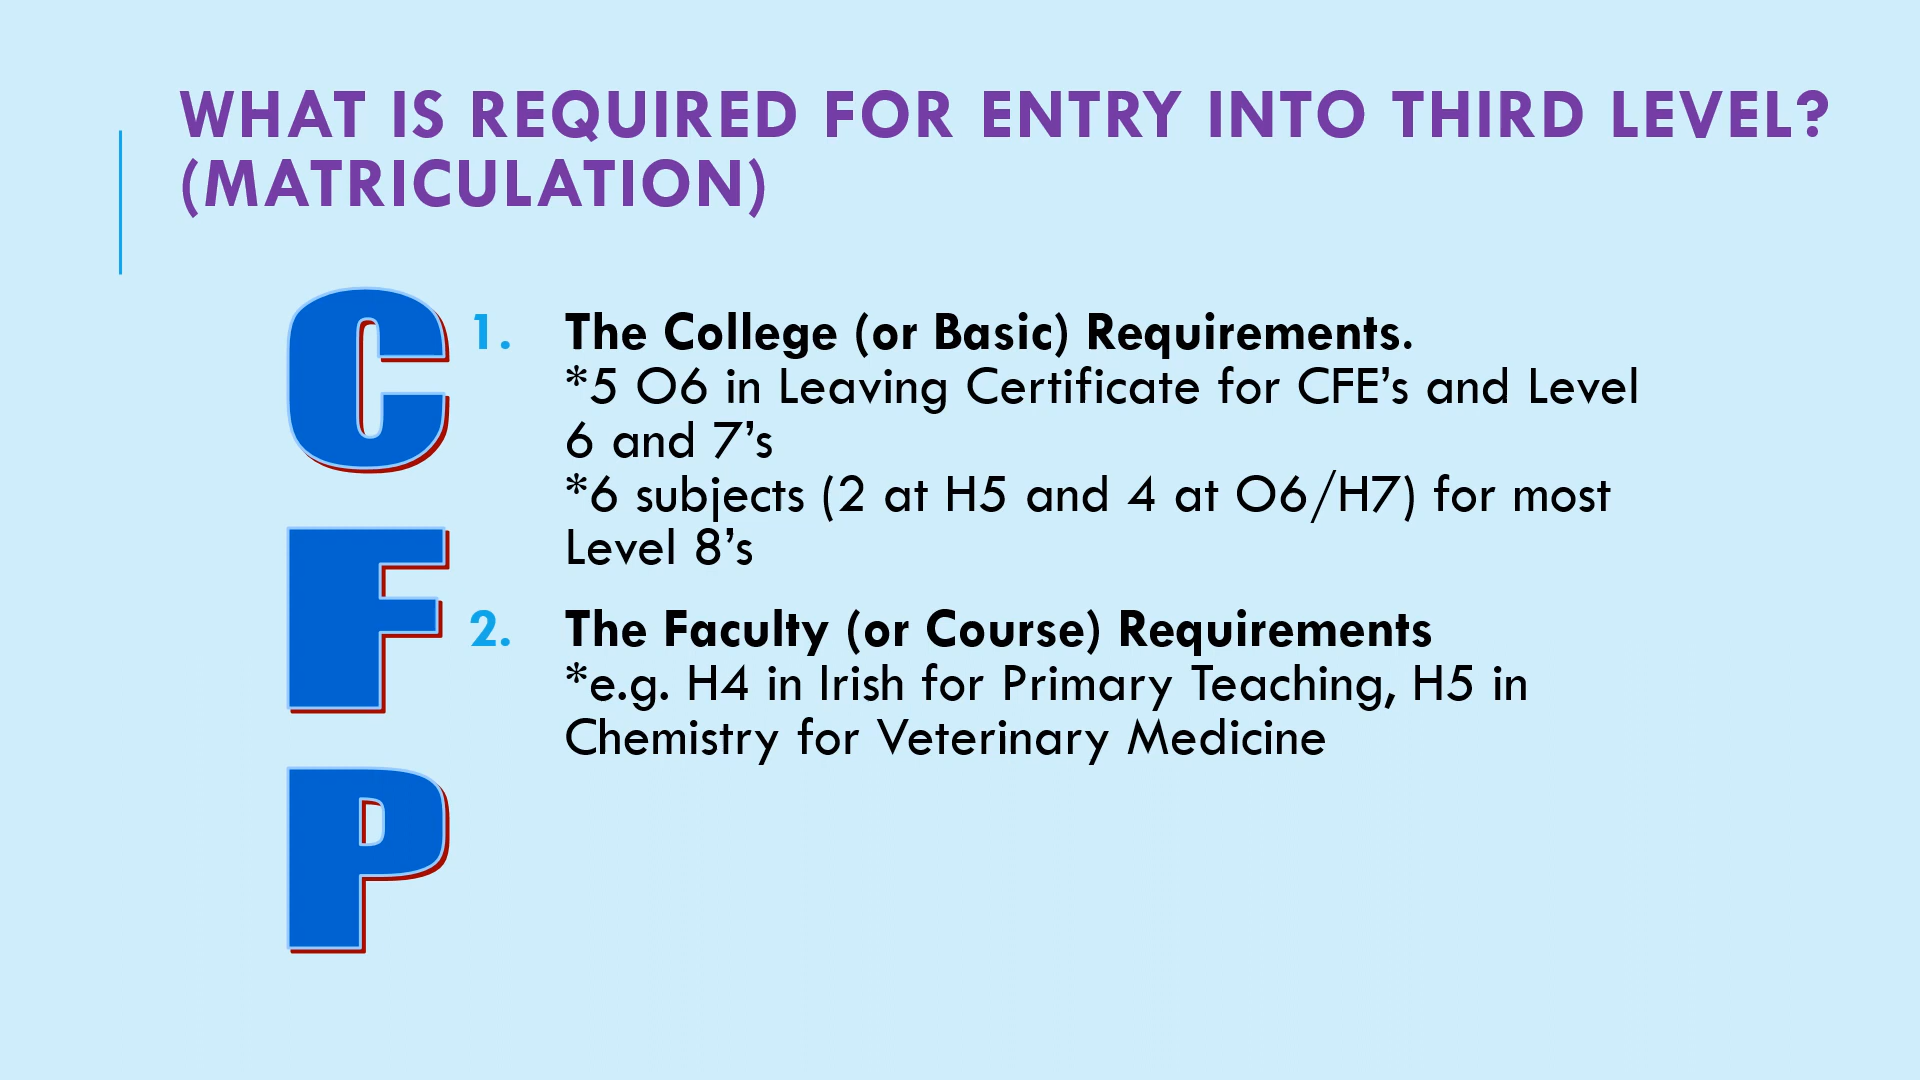 WHAT IS REQUIRED FOR ENTRY INTO THIRD LEVEL?
(MATRICULATION)
C
F
P
1. The College (or Basic) Requirements.
*5 O6 in Leaving Certificate for CFE’s and Level
6 and 7’s
*6 subjects (2 at H5 and 4 at O6/H7) for most
Level 8’s
2. The Faculty (or Course) Requirements
*e.g. H4 in Irish for Primary Teaching, H5 in
Chemistry for Veterinary Medicine